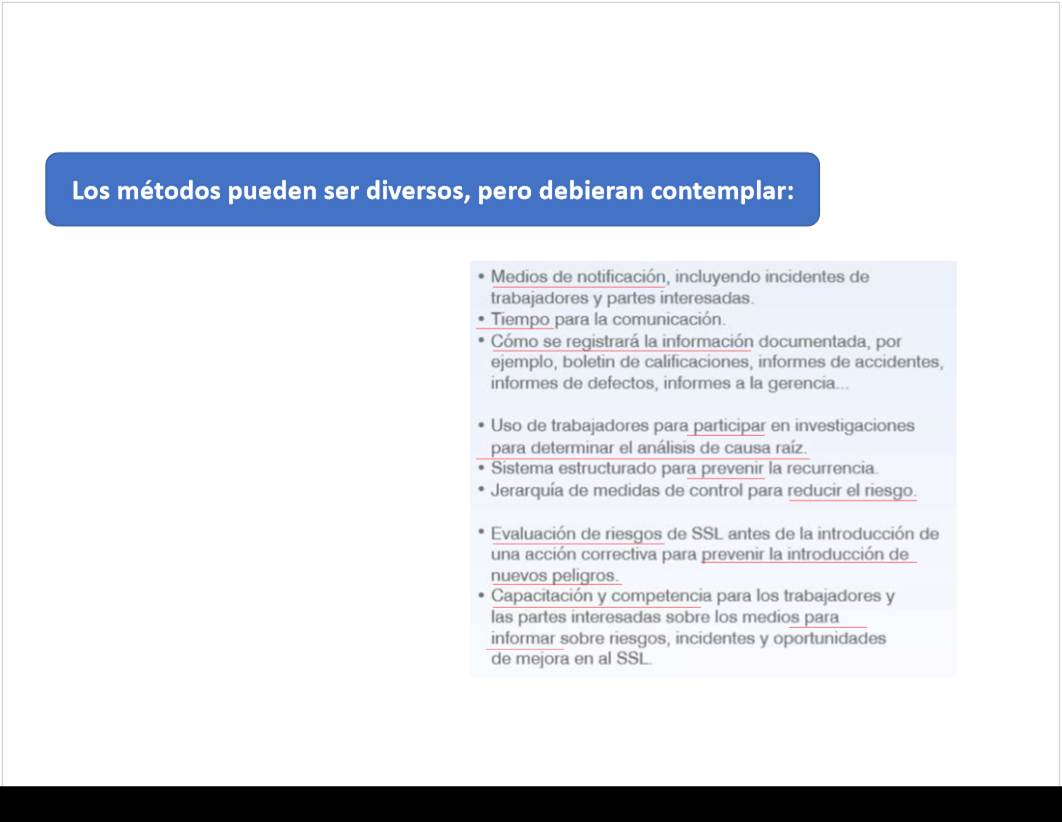 Los métodos pueden ser diversos, pero debieran contemplar:
• Medios de notificación, incluyendo incidentes de
trabajadores y partes interesadas.
• Tiempo para la comunicación.
• Cómo se registrará la información documentada, por
ejemplo, boletin de calificaciones, informes de accidentes,
informes de defectos, informes a la gerencia...
• Uso de trabajadores para participar en investigaciones
para determinar el análisis de causa raíz.
• Sistema estructurado para prevenir la recurrencia.
• Jerarquía de medidas de control para reducir el riesgo.
• Evaluación de riesgos de SSL antes de la introducción de
una acción correctiva para prevenir la introducción de
nuevos peligros.
• Capacitación y competencia para los trabajadores y
las partes interesadas sobre los medios para
informar sobre riesgos, incidentes y oportunidades
de mejora en al SSL.